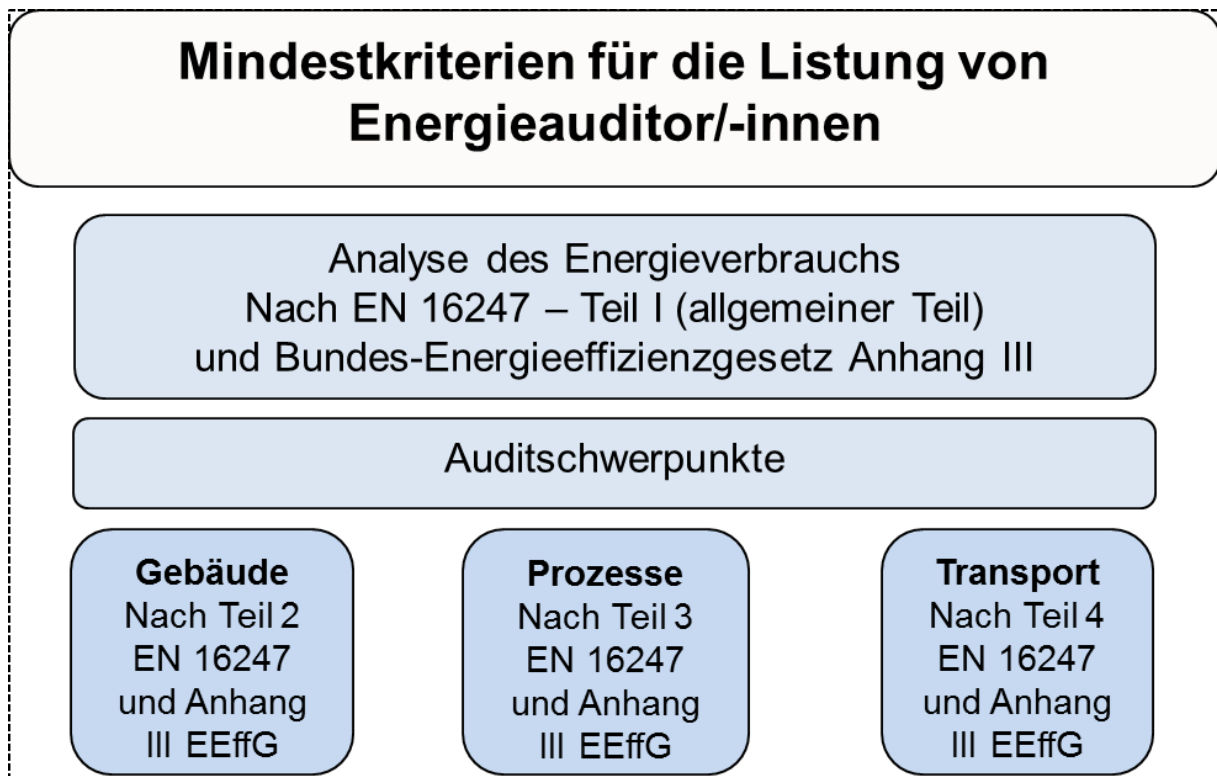 Mindestkriterien für die Listung von
Energieauditor/-innen
Analyse des Energieverbrauchs
Nach EN 16247 – Teil I (allgemeiner Teil)
und Bundes-Energieeffizienzgesetz Anhang III
Auditschwerpunkte
Gebäude
Nach Teil 2
EN 16247
und Anhang
III EEffG
Prozesse
Nach Teil 3
EN 16247
und Anhang
III EEffG
Transport
Nach Teil 4
EN 16247
und Anhang
III EEffG